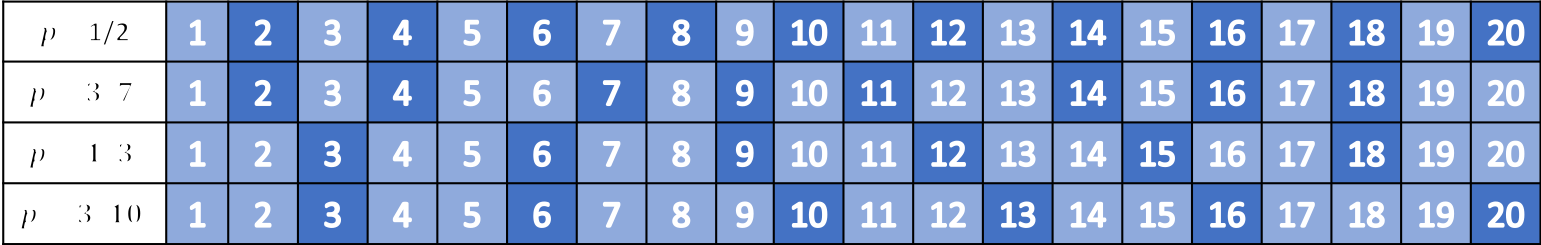 p 1/2 1 2 3 4 5 6 7 8 9 10 11 12 13 14 15 16 17 18 19 20
p 3 7 1 2 3 4 5 6 7 8 9 10 11 12 13 14 15 16 17 18 19 20
p 1 3 1 2 3 4 5 6 7 8 9 10 11 12 13 14 15 16 17 18 19 20
p 3 10 1 2 3 4 5 6 7 8 9 10 11 12 13 14 15 16 17 18 19 20